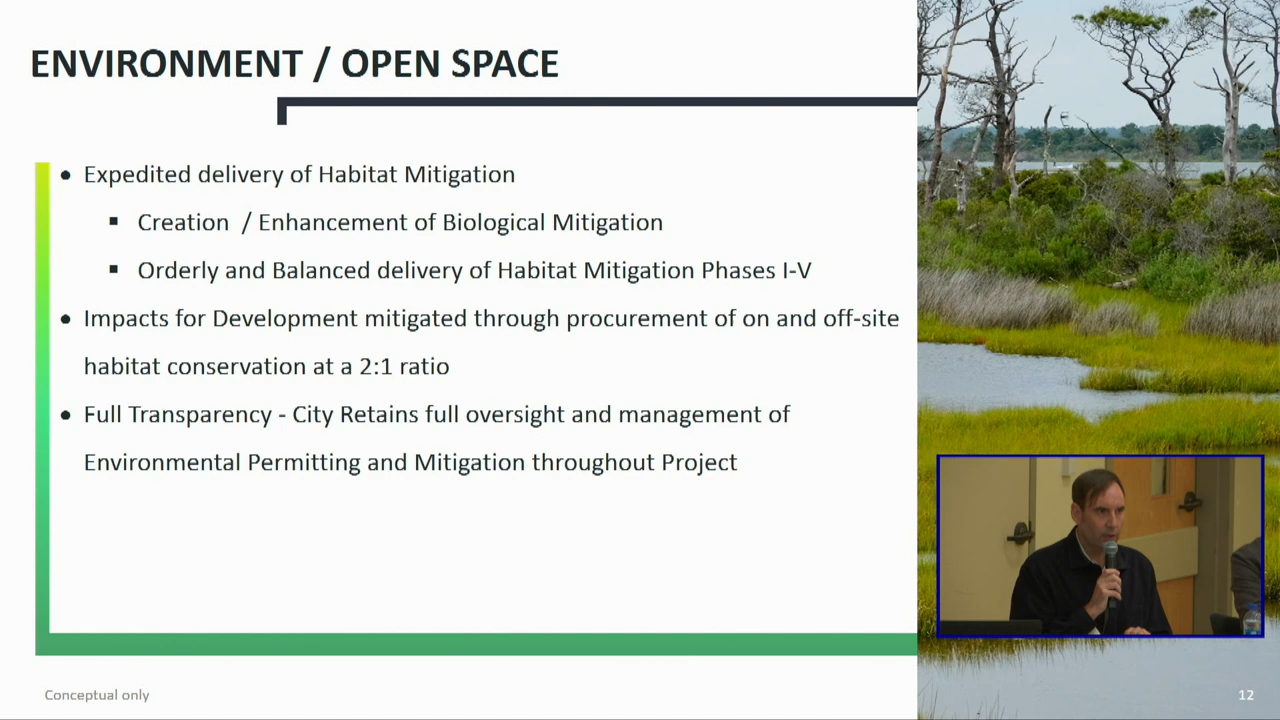 ENVIRONMENT / OPEN SPACE
• Expedited delivery of Habitat Mitigation
▪ Creation / Enhancement of Biological Mitigation
▪ Orderly and Balanced delivery of Habitat Mitigation Phases I-V
• Impacts for Development mitigated through procurement of on and off-site
habitat conservation at a 2:1 ratio
• Full Transparency - City Retains full oversight and management of
Environmental Permitting and Mitigation throughout Project
Conceptual only
12